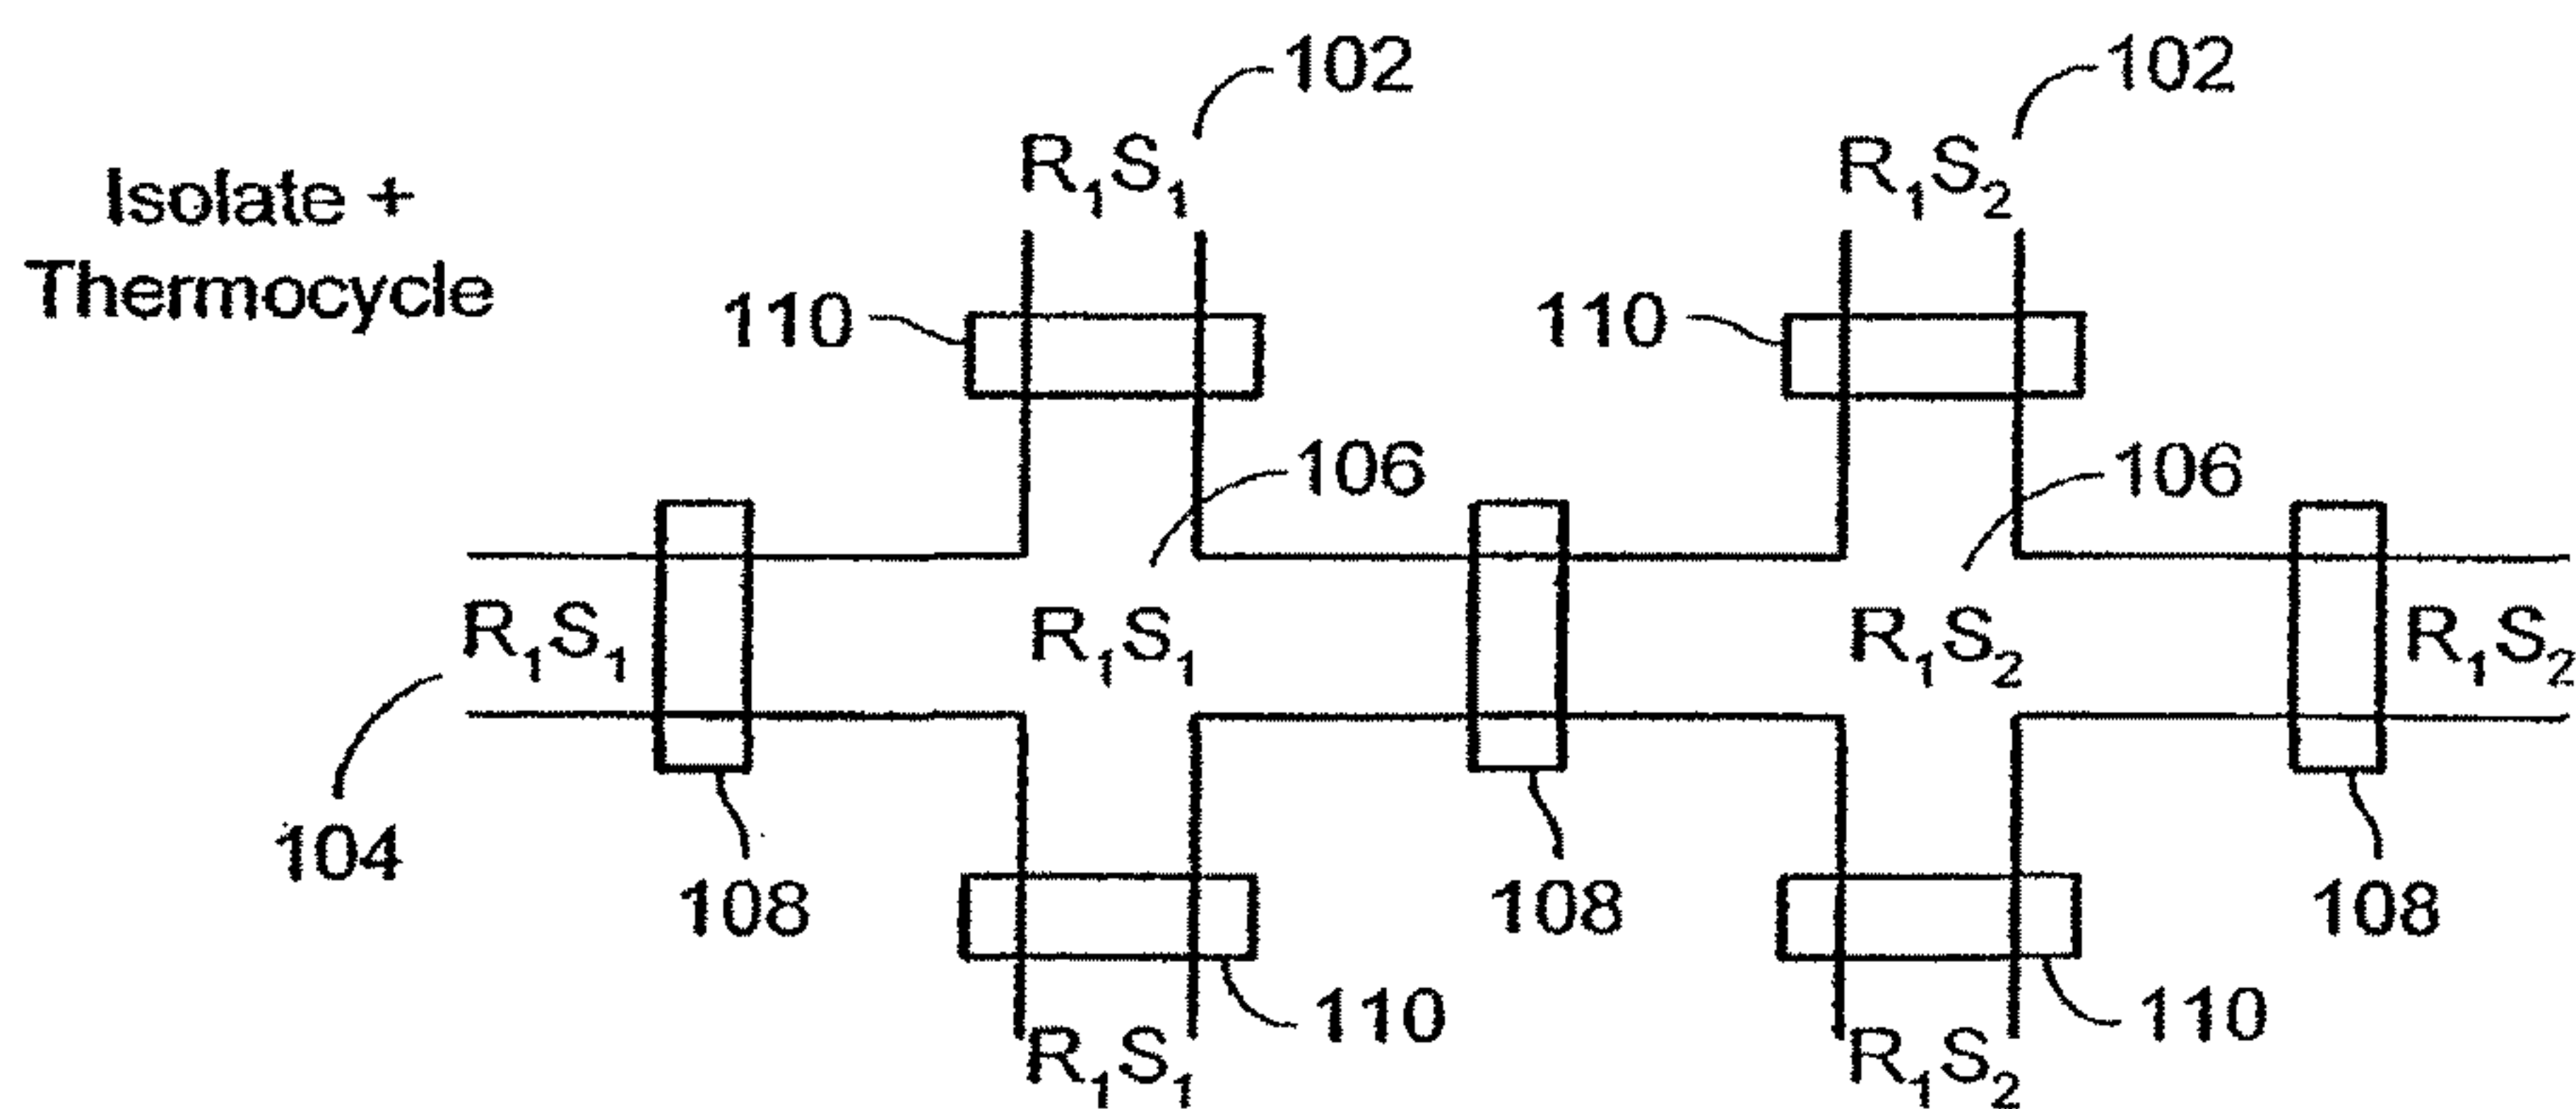 102 102
R₁S₁ R₁S₂
Isolate +
Thermocycle
110 110
106 106
R₁S₁ R₁S₁ R₁S₂ R₁S₂
104 108 108 108
110 110
R₁S₁ R₁S₂